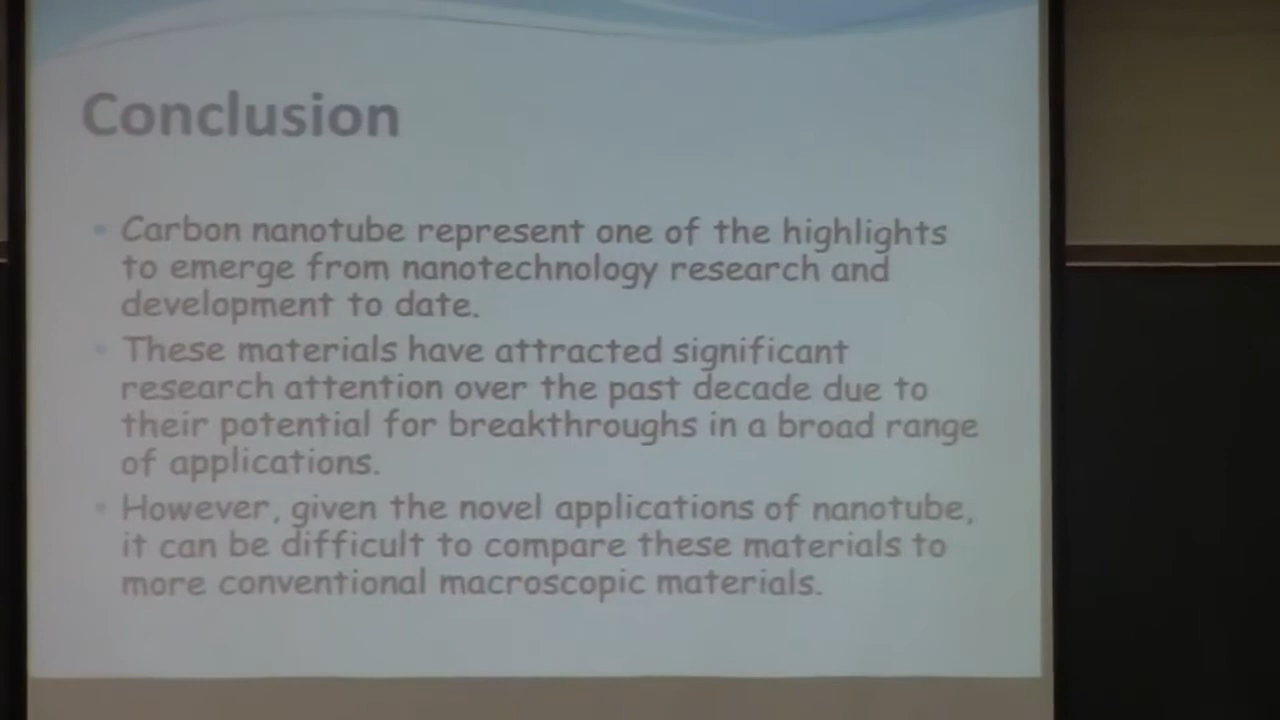 Conclusion
Carbon nanotube represent one of the highlights
to emerge from nanotechnology research and
development to date.
These materials have attracted significant
research attention over the past decade due to
their potential for breakthroughs in a broad range
of applications.
However, given the novel applications of nanotube,
it can be difficult to compare these materials to
more conventional macroscopic materials.